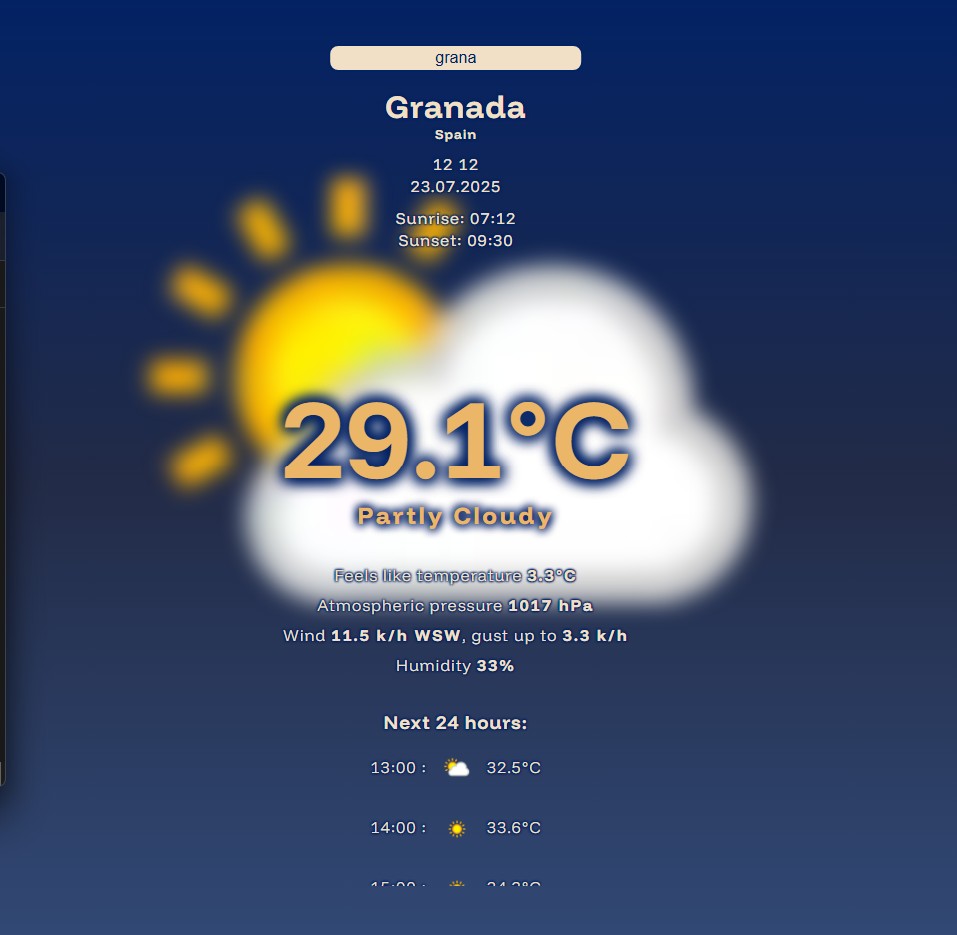 grana
Granada
Spain
12 12
23.07.2025
Sunrise: 07:12
Sunset: 09:30
29.1°C
Partly Cloudy
Feels like temperature 3.3°C
Atmospheric pressure 1017 hPa
Wind 11.5 k/h WSW, gust up to 3.3 k/h
Humidity 33%
Next 24 hours:
13:00 : 32.5°C
14:00 : 33.6°C